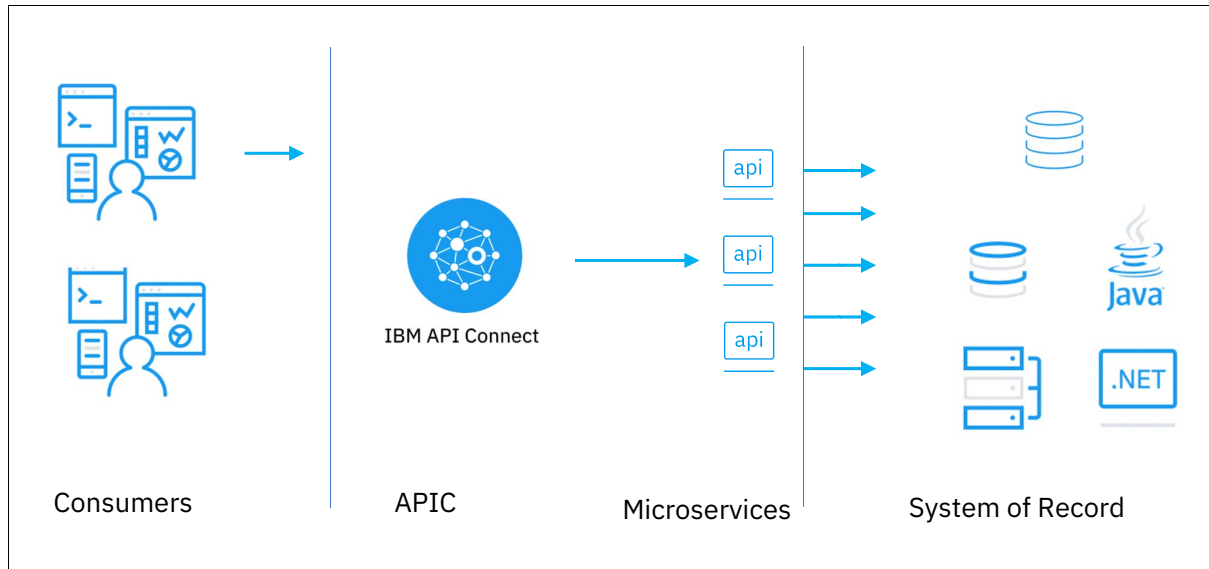 >_
>_
IBM API Connect
api
api
api
Java
.NET
Consumers
APIC
Microservices
System of Record